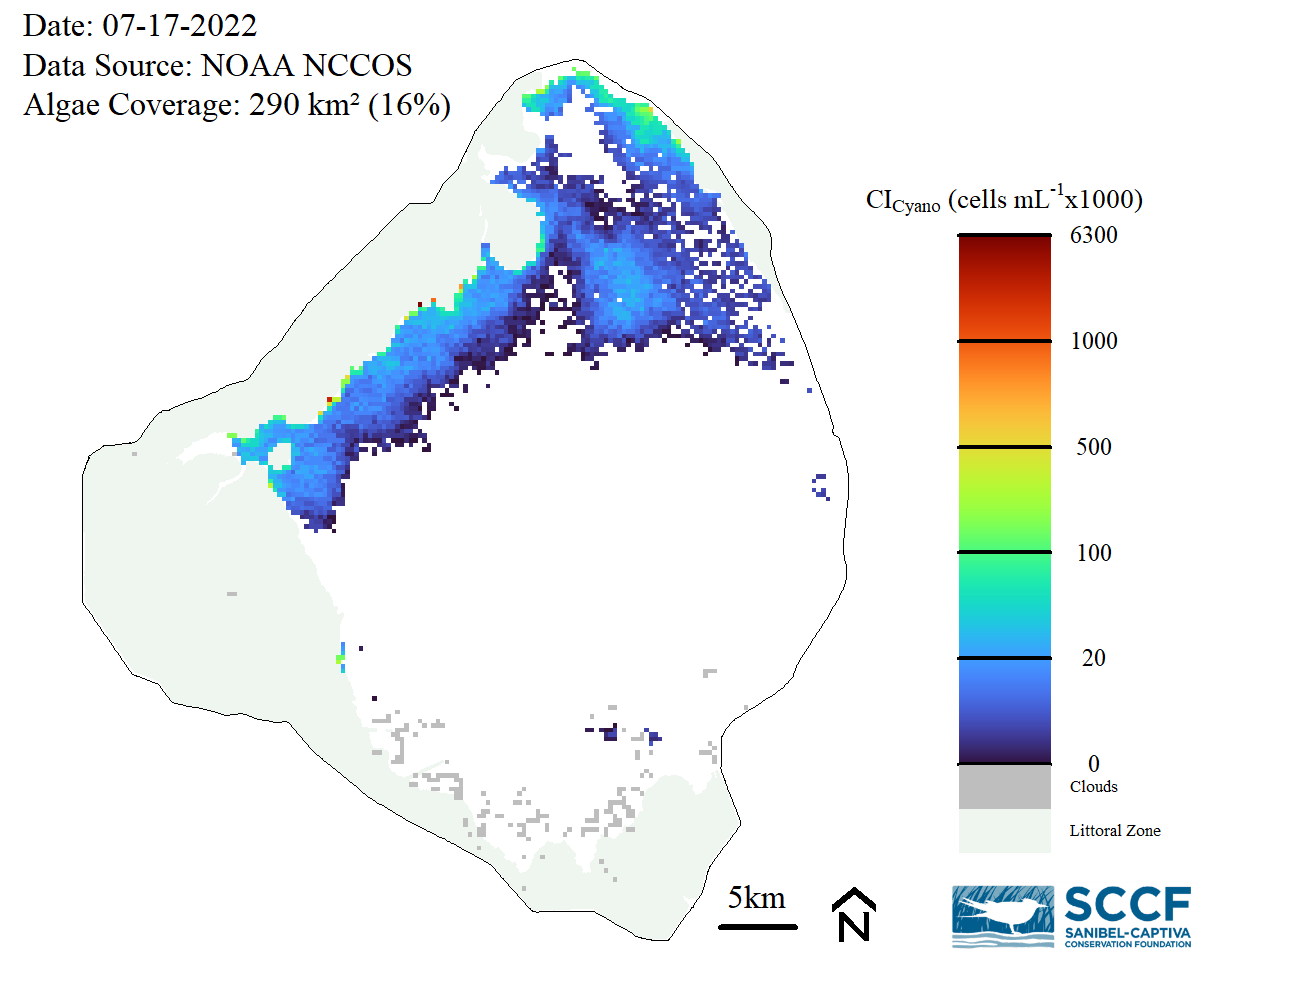 Date: 07-17-2022
Data Source: NOAA NCCOS
Algae Coverage: 290 km² (16%)
CICyano (cells mL-1x1000)
6300
1000
500
100
20
0
Clouds
Littoral Zone
5km
N
SCCF
SANIBEL-CAPTIVA
CONSERVATION FOUNDATION